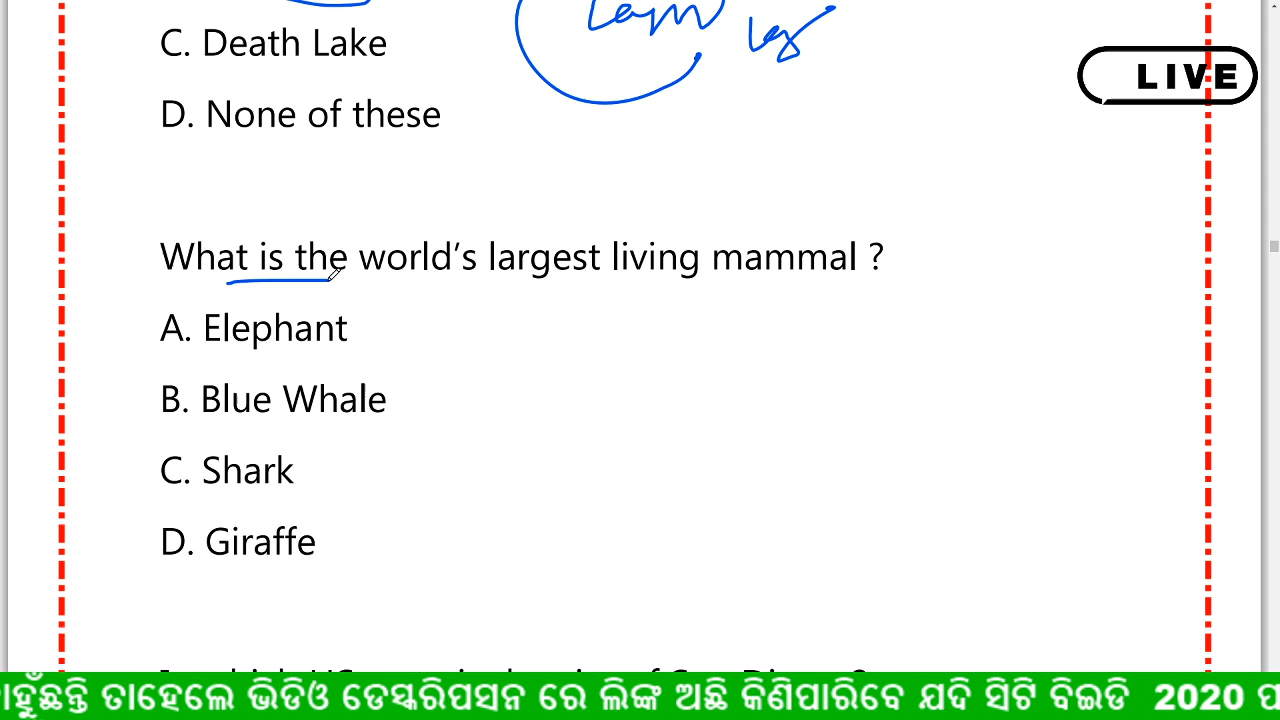 C. Death Lake
LIVE
D. None of these
What is the world's largest living mammal ?
A. Elephant
B. Blue Whale
C. Shark
D. Giraffe
ତାହେଲେ ଭିଡିଓ ଡେସ୍କରିପସନ ରେ ଲିଙ୍କ ଅଛି କିଣିପାରିବେ ଯଦି ସିଟି ବିଇଡି 2020